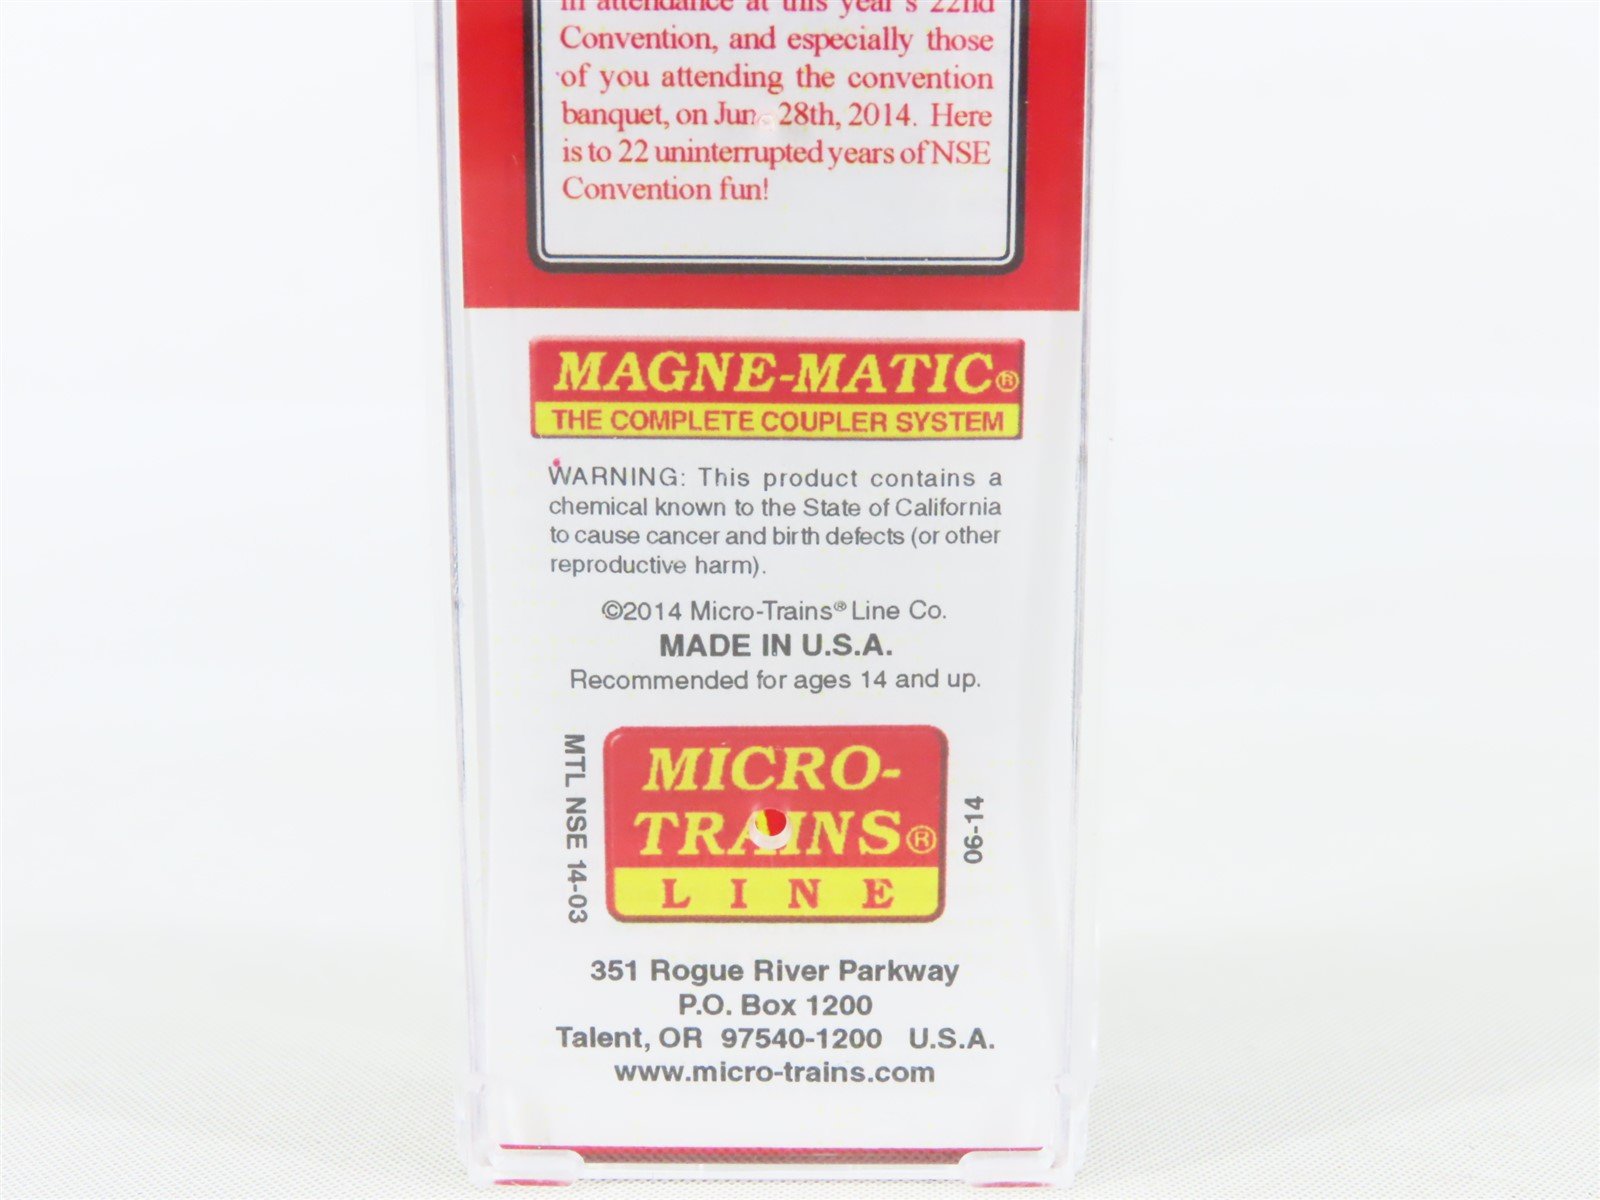 in attendance at this year's 22nd
Convention, and especially those
of you attending the convention
banquet, on June 28th, 2014. Here
is to 22 uninterrupted years of NSE
Convention fun!
MAGNE-MATIC®
THE COMPLETE COUPLER SYSTEM
WARNING: This product contains a
chemical known to the State of California
to cause cancer and birth defects (or other
reproductive harm).
©2014 Micro-Trains® Line Co.
MADE IN U.S.A.
Recommended for ages 14 and up.
MTL NSE 14-03
MICRO-
TRAINS®
LINE
06-14
351 Rogue River Parkway
P.O. Box 1200
Talent, OR 97540-1200 U.S.A.
www.micro-trains.com